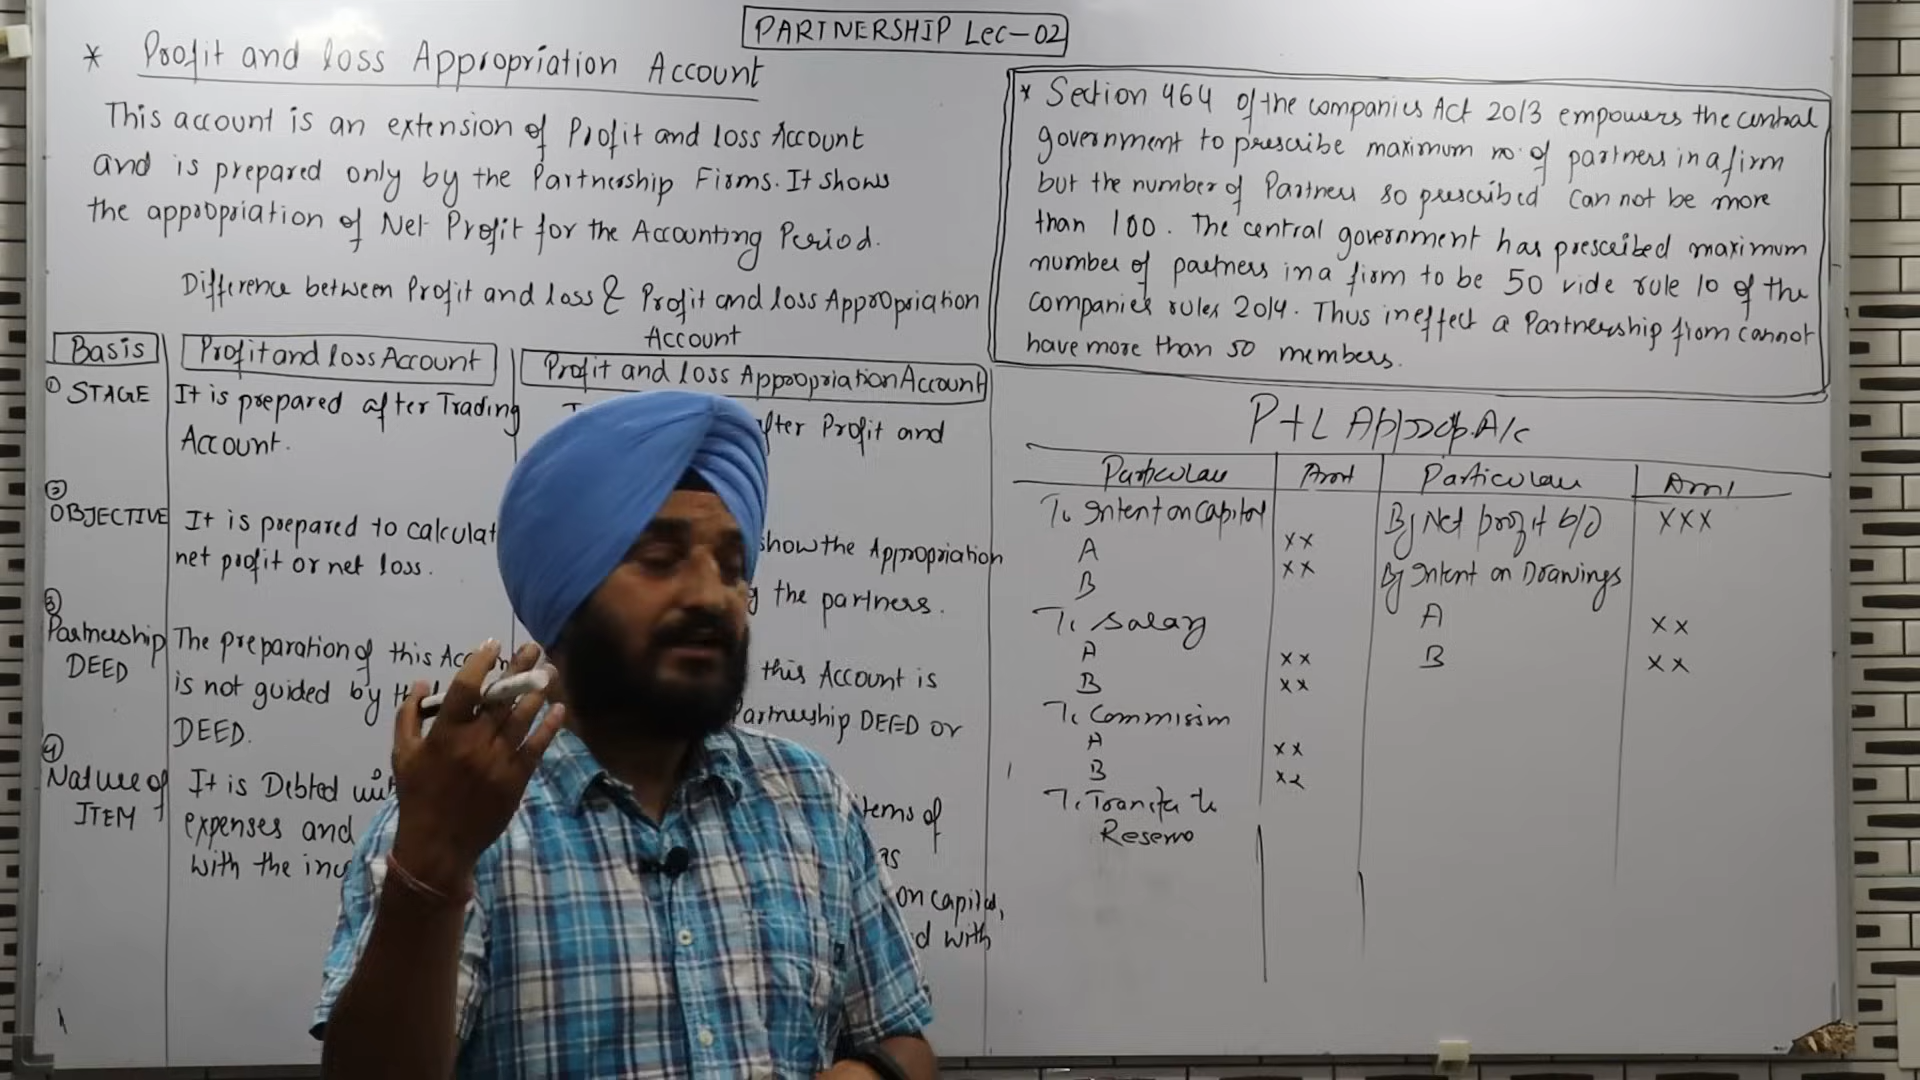 PARTNERSHIP Lec-02
* Profit and loss Appropriation Account
This account is an extension of Profit and loss Account
and is prepared only by the Partnership Firms. It shows
the appropriation of Net Profit for the Accounting Period.
Difference between Profit and loss & Profit and loss Appropriation
Account
Basis
Profit and loss Account
Profit and loss Appropriation Account
① STAGE
It is prepared after Trading
Account.
after Profit and
② OBJECTIVE
It is prepared to calculat
net profit or net loss.
show the Appropriation
the partners.
③ Partnership
DEED
The preparation of this Acc
is not guided by th
DEED.
this Account is
Partnership DEED or
④ Nature of
ITEM
It is Debted wit
expenses and
with the inc
items of
as
on capital,
d with
* Section 464 of the companies Act 2013 empowers the central
government to prescribe maximum no. of partners in a firm
but the number of Partners so prescribed can not be more
than 100. The central government has prescribed maximum
number of partners in a firm to be 50 vide rule 10 of the
companies rules 2014. Thus in effect a Partnership firm cannot
have more than 50 members.
P+L Approp. A/c
Particulars Amt Particulars Amt
To Interest on capital By Net profit b/d xxx
A xx
B xx By Interest on Drawings
To Salary A xx
A xx B xx
B xx
To Commission
A xx
B xx
To Transfer to
Reserve